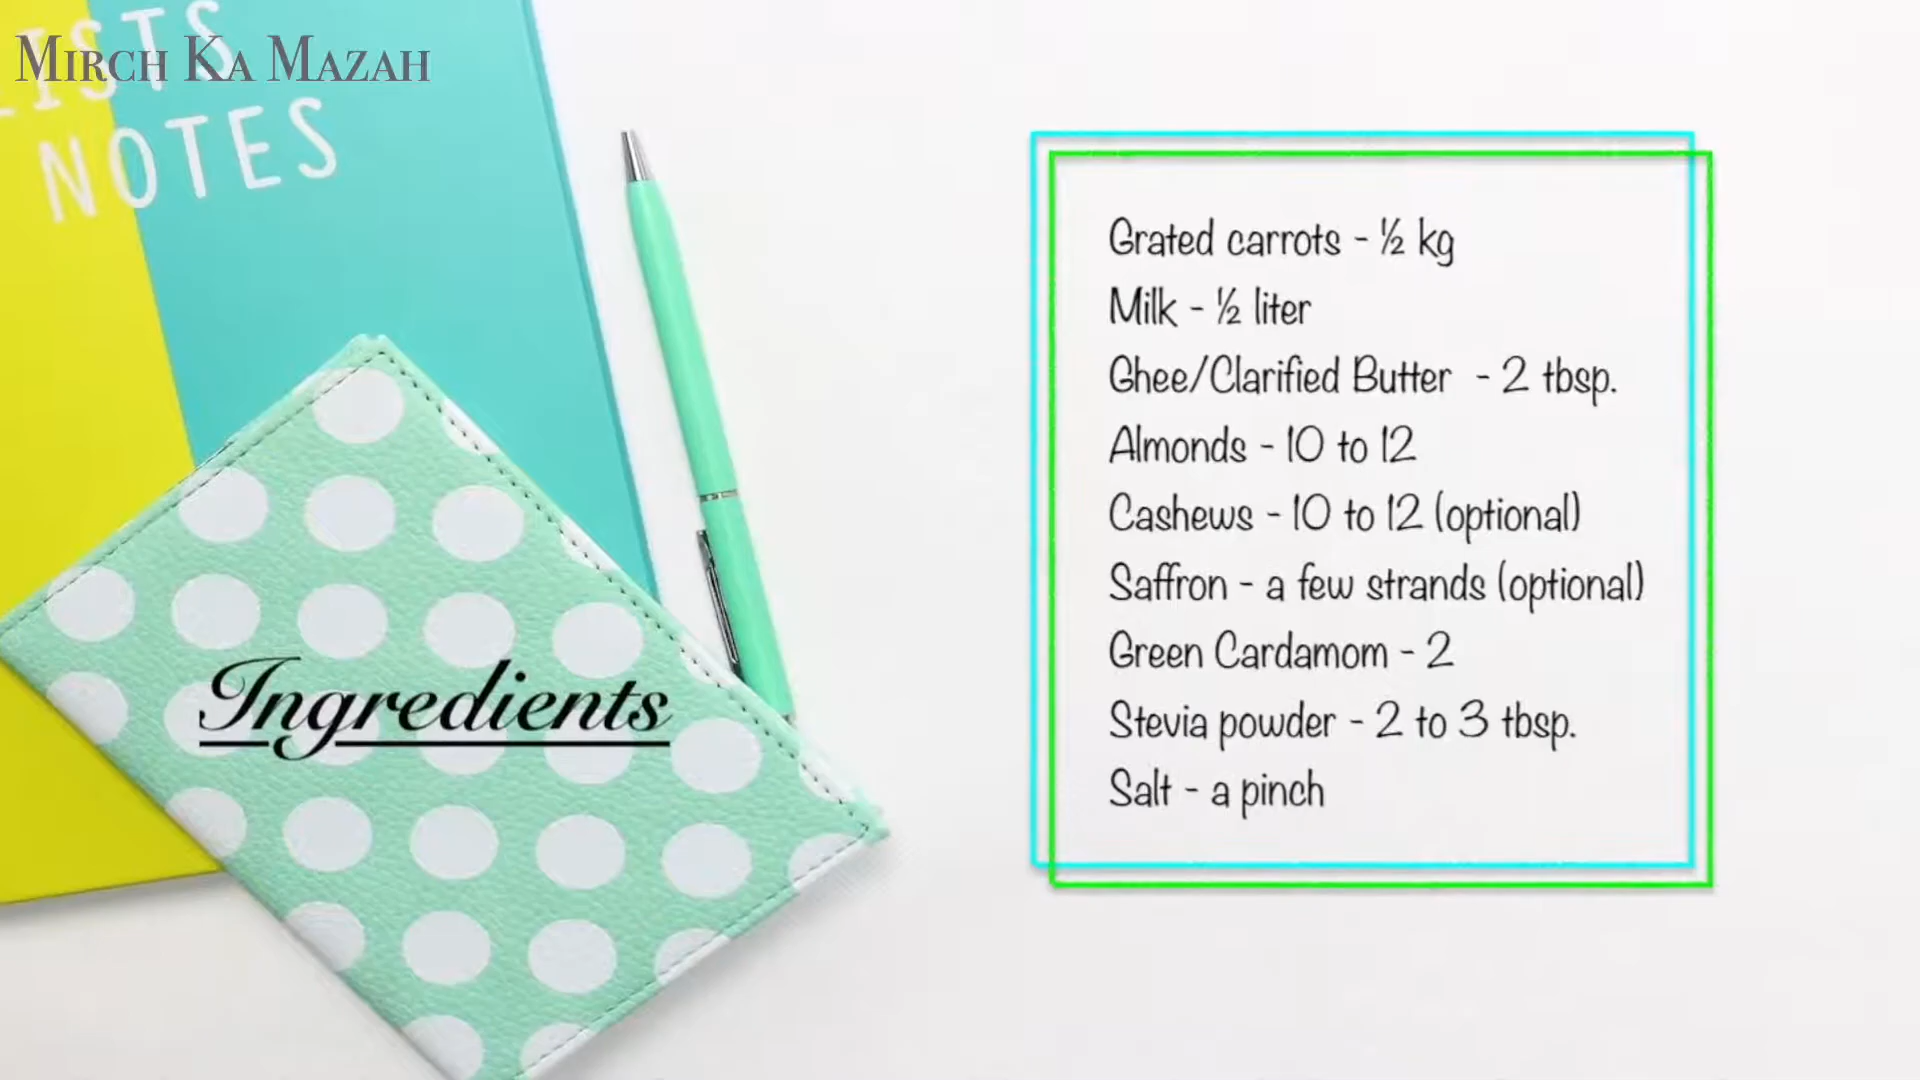 MIRCH KA MAZAH
LISTS
NOTES
Ingredients
Grated carrots - ½ kg
Milk - ½ liter
Ghee/Clarified Butter - 2 tbsp.
Almonds - 10 to 12
Cashews - 10 to 12 (optional)
Saffron - a few strands (optional)
Green Cardamom - 2
Stevia powder - 2 to 3 tbsp.
Salt - a pinch